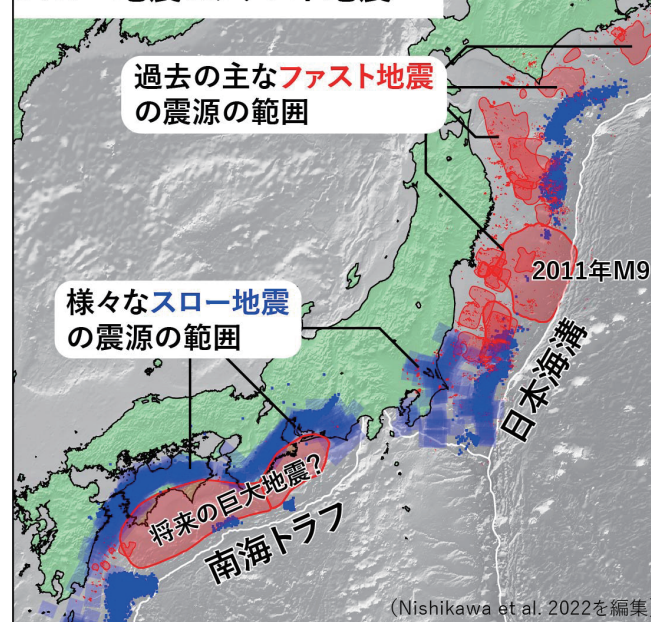 過去の主なファスト地震
の震源の範囲
2011年M9
様々なスロー地震
の震源の範囲
日本海溝
将来の巨大地震?
南海トラフ
(Nishikawa et al. 2022を編集